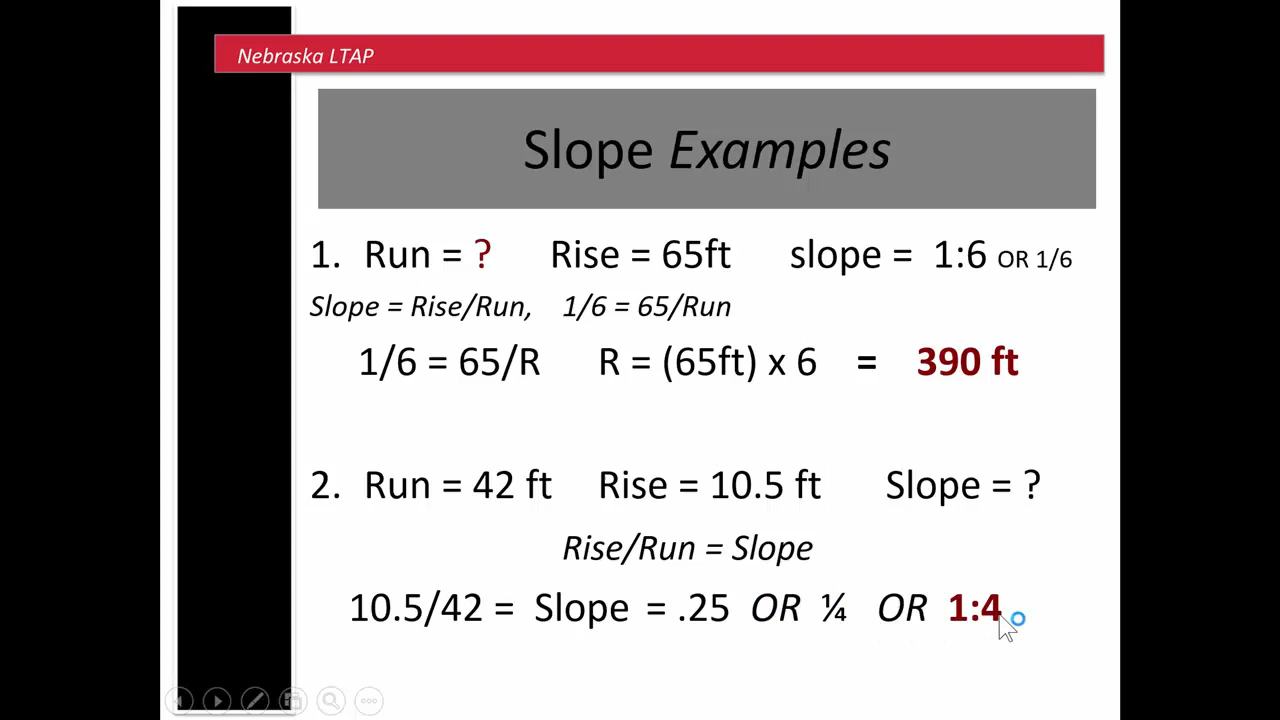 Nebraska LTAP
Slope Examples
1. Run = ? Rise = 65ft slope = 1:6 OR 1/6
Slope = Rise/Run, 1/6 = 65/Run
1/6 = 65/R R = (65ft) x 6 = 390 ft
2. Run = 42 ft Rise = 10.5 ft Slope = ?
Rise/Run = Slope
10.5/42 = Slope = .25 OR ¼ OR 1:4